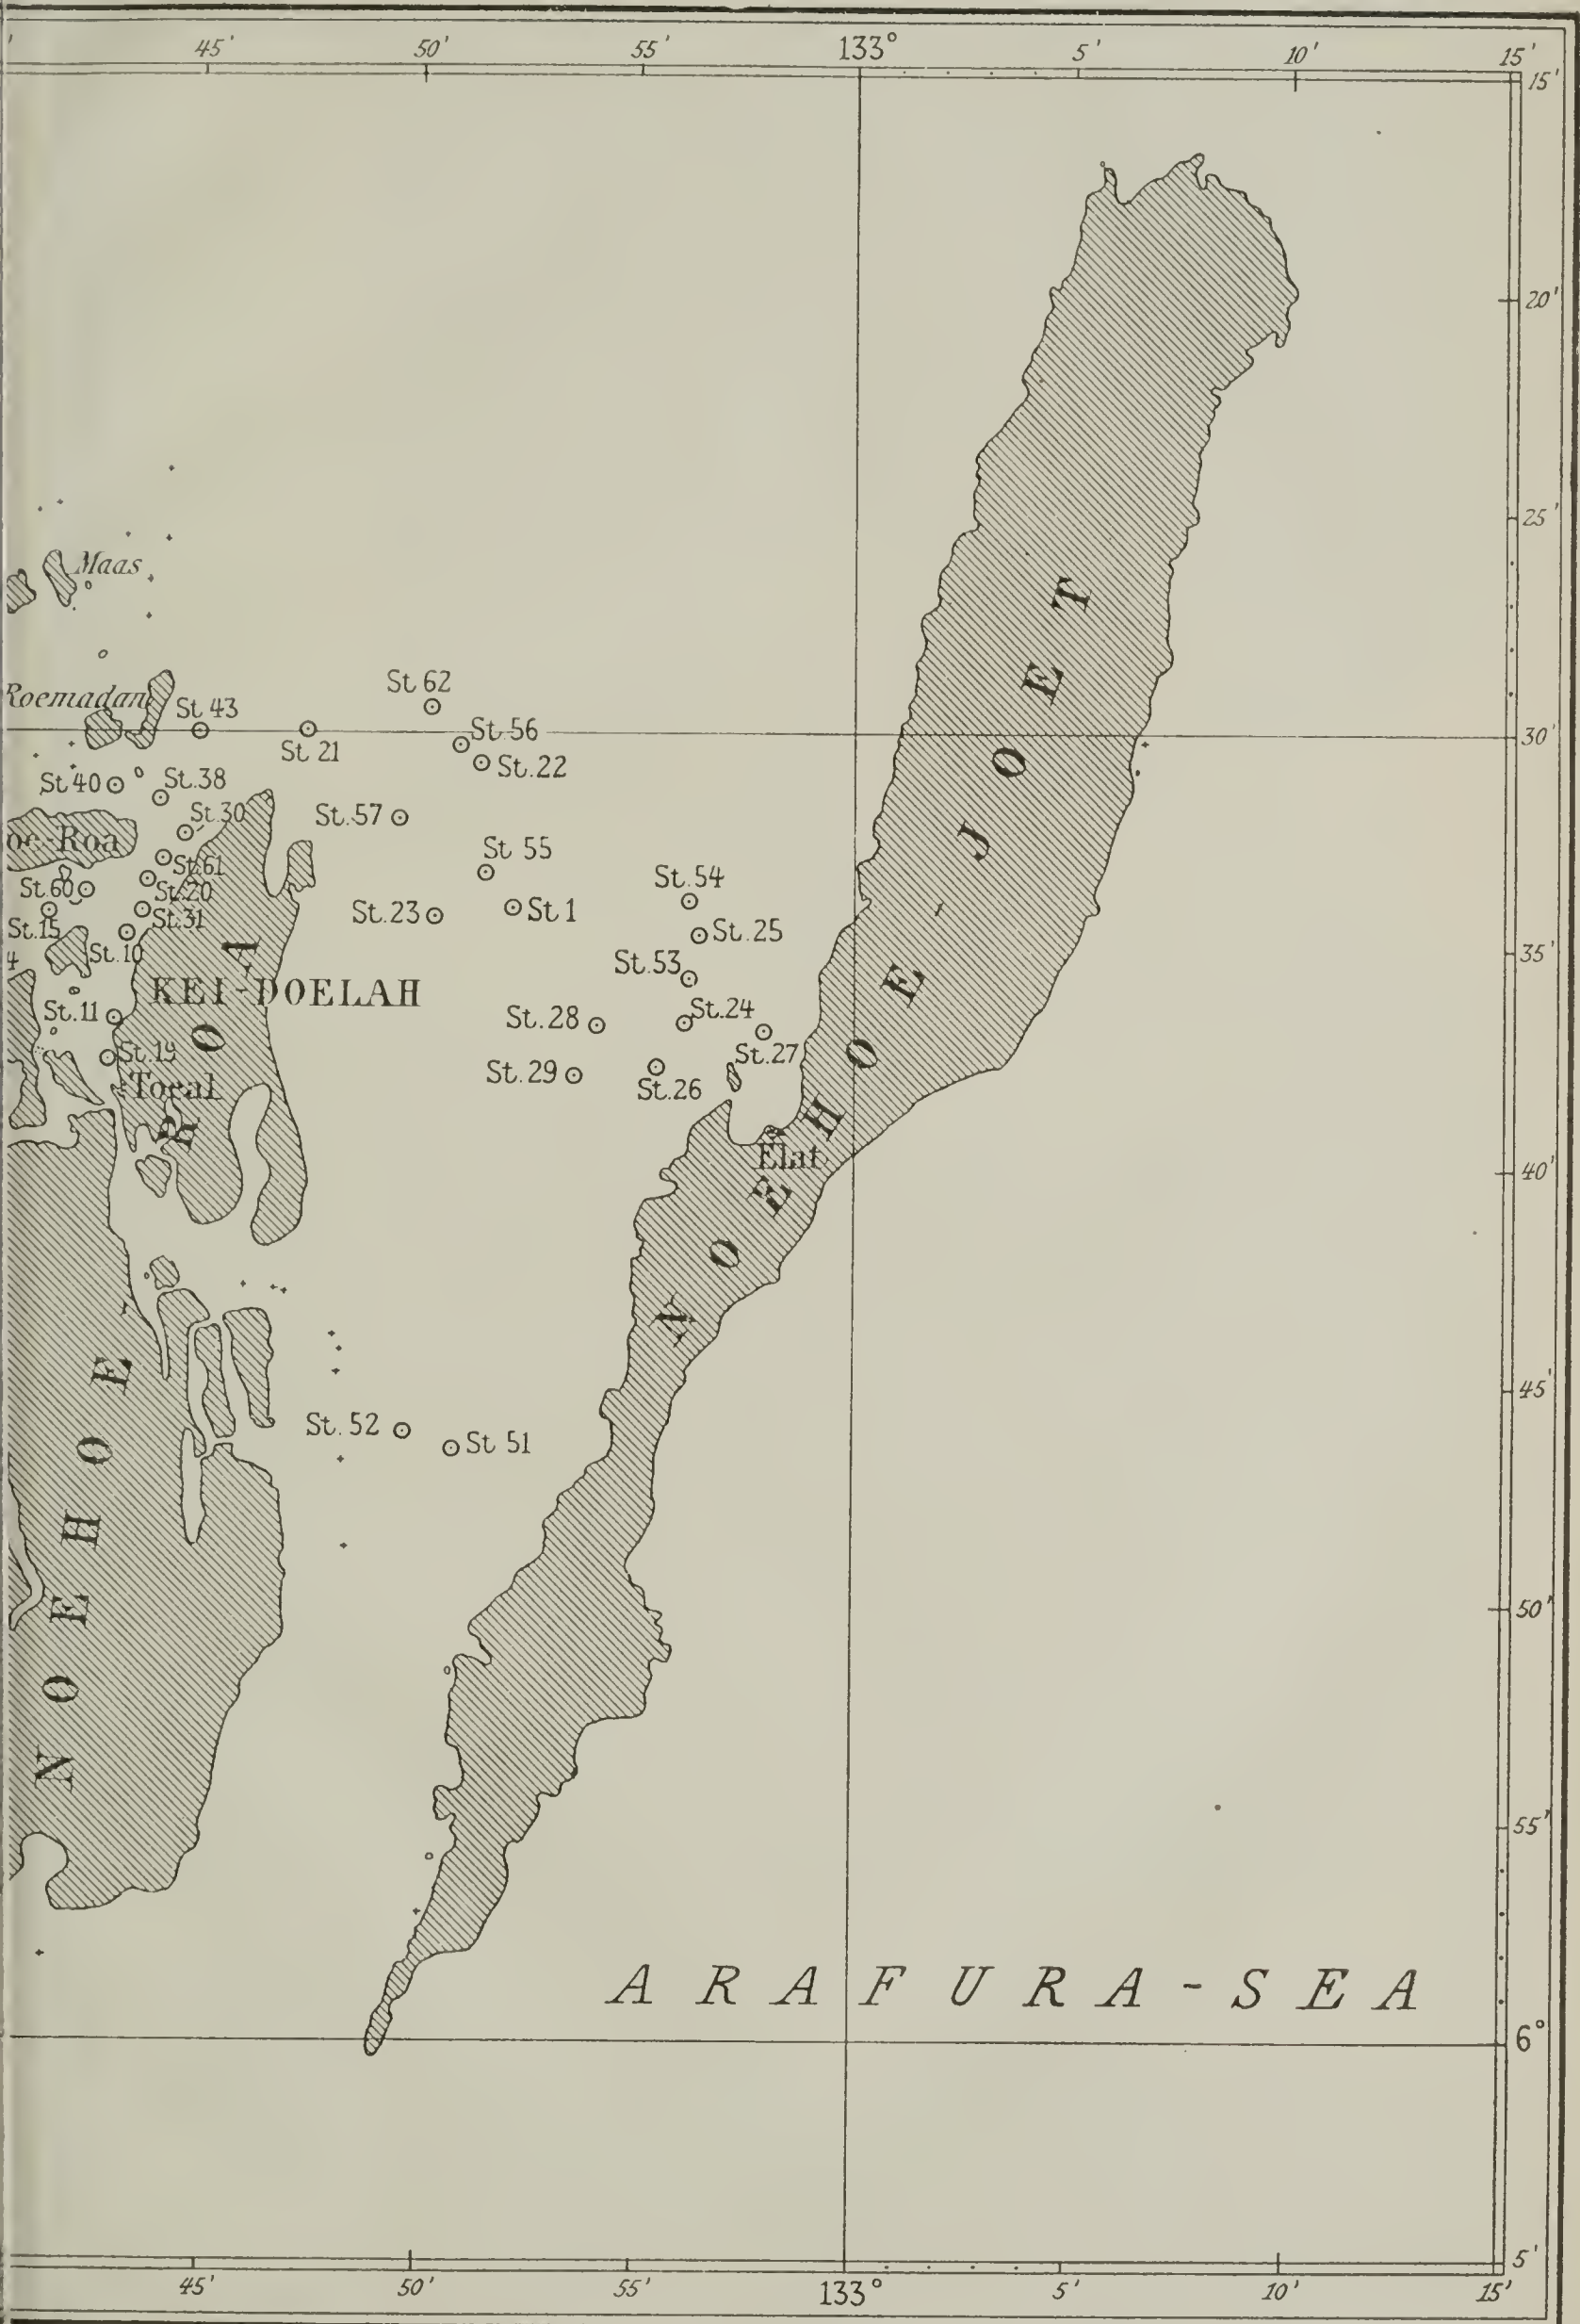 45'
50'
55'
133°
5'
10'
15'
15'
20'
25'
Maas
St 62
Roemadan
St 43
St. 56
St 21
St. 22
30'
St 40
St.38
St.30
St.57
oe-Roa
St. 55
St.61
St.54
St.60
St.20
St.23
St 1
St.31
St.25
St.15
St.10
4
35'
St.53
KEI-DOELAH
St.11
St.28
St.24
St.19
St.27
Toeal
St.29
St.26
Elat
40'
ROA
NOEHOE-JOET
45'
St. 52
St 51
NOEHOE-
50'
55'
ARAFURA-SEA
6°
5'
45'
50'
55'
133°
5'
10'
15'